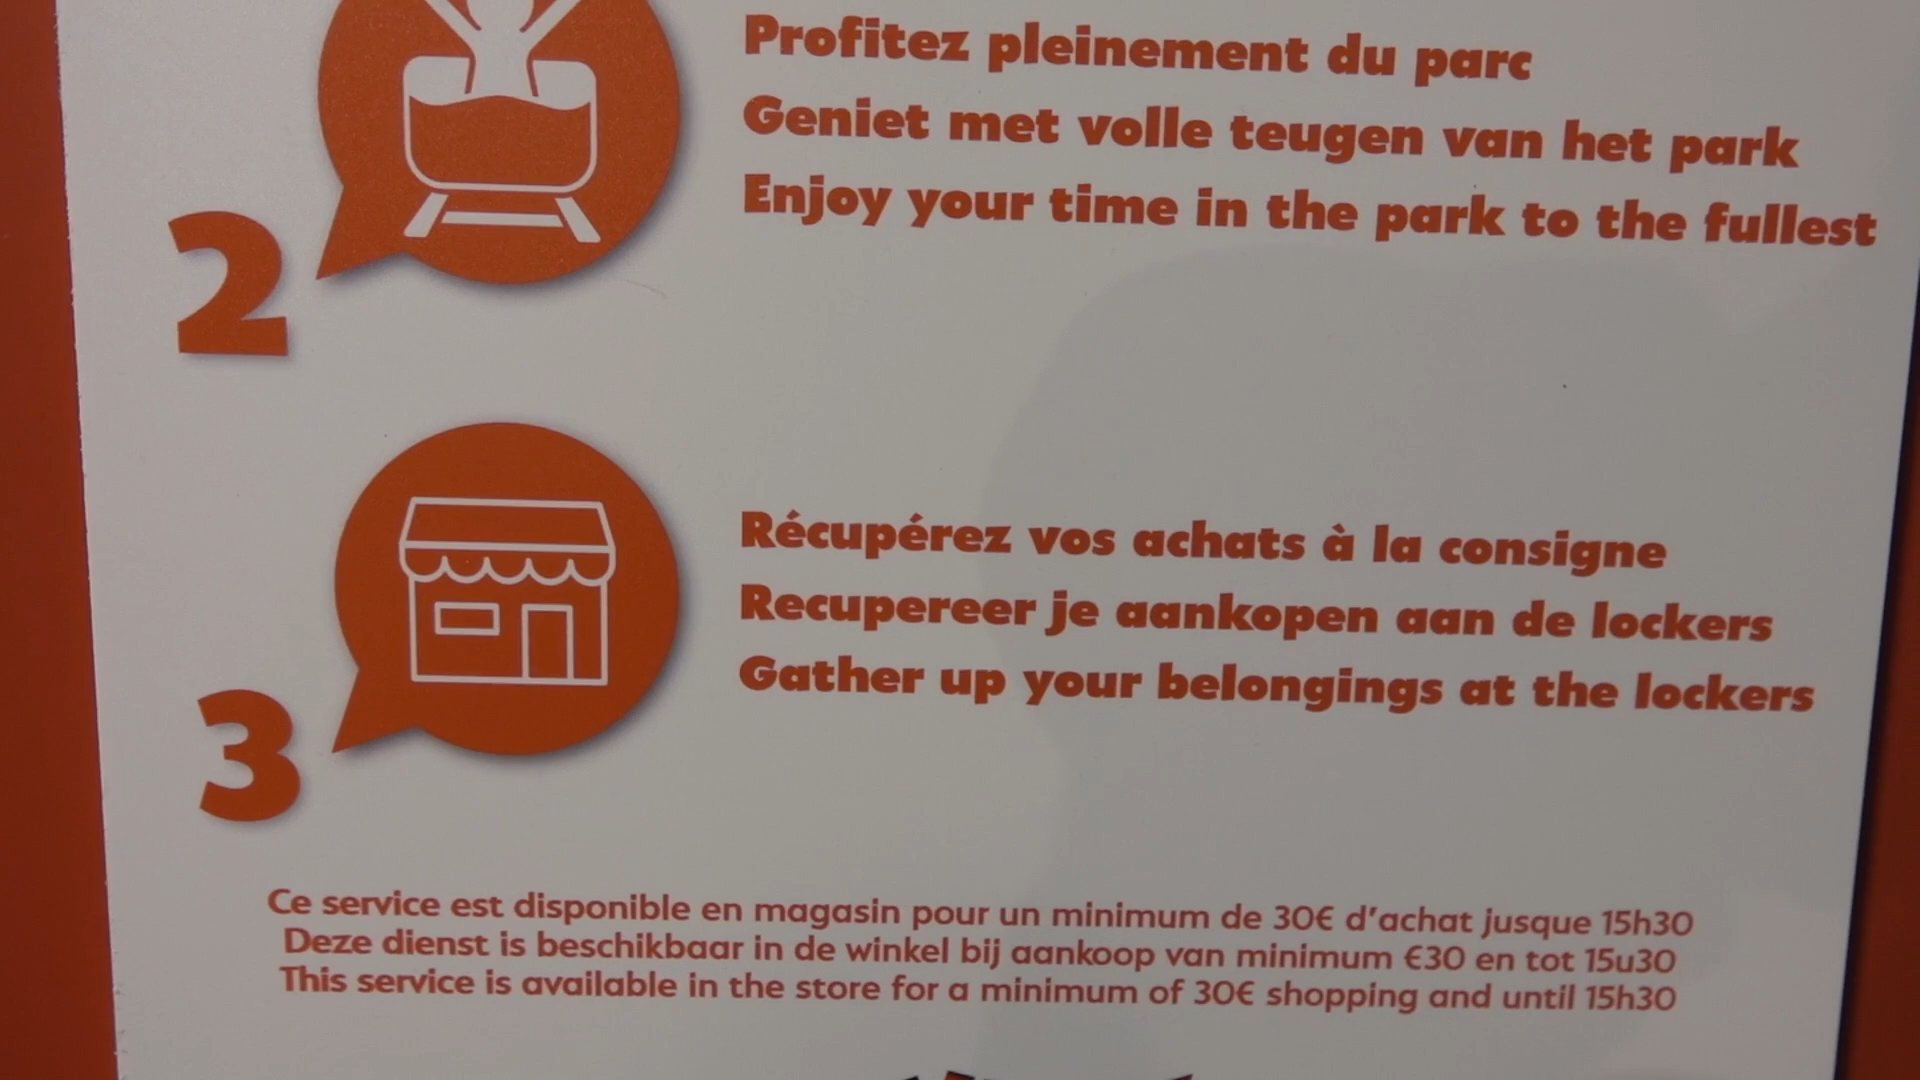 2
Profitez pleinement du parc
Geniet met volle teugen van het park
Enjoy your time in the park to the fullest
3
Récupérez vos achats à la consigne
Recupereer je aankopen aan de lockers
Gather up your belongings at the lockers
Ce service est disponible en magasin pour un minimum de 30€ d'achat jusque 15h30
Deze dienst is beschikbaar in de winkel bij aankoop van minimum €30 en tot 15u30
This service is available in the store for a minimum of 30€ shopping and until 15h30